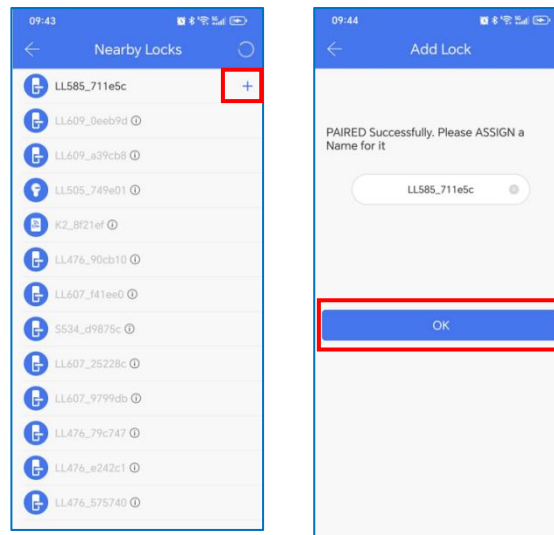 09:43
Nearby Locks
LL585_711e5c
LL609_0eeb9d
LL609_a39cb8
LL505_749e01
K2_8f21ef
LL476_90cb10
LL607_f41ee0
S534_d9875c
LL607_25228c
LL607_9799db
LL476_79c747
LL476_e242c1
LL476_575740
09:44
Add Lock
PAIRED Successfully. Please ASSIGN a
Name for it
LL585_711e5c
OK